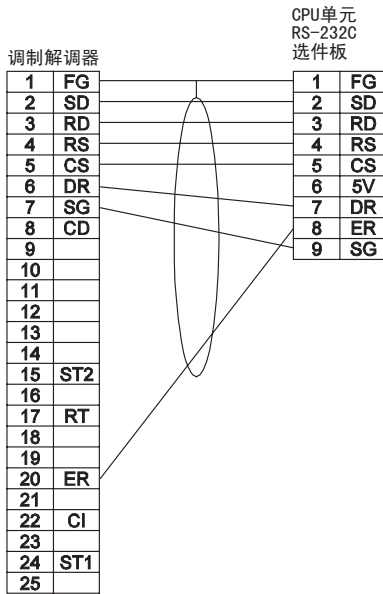 CPU单元
RS-232C
选件板
调制解调器
1 FG 1 FG
2 SD 2 SD
3 RD 3 RD
4 RS 4 RS
5 CS 5 CS
6 DR 6 5V
7 SG 7 DR
8 CD 8 ER
9 9 SG
10
11
12
13
14
15 ST2
16
17 RT
18
19
20 ER
21
22 CI
23
24 ST1
25